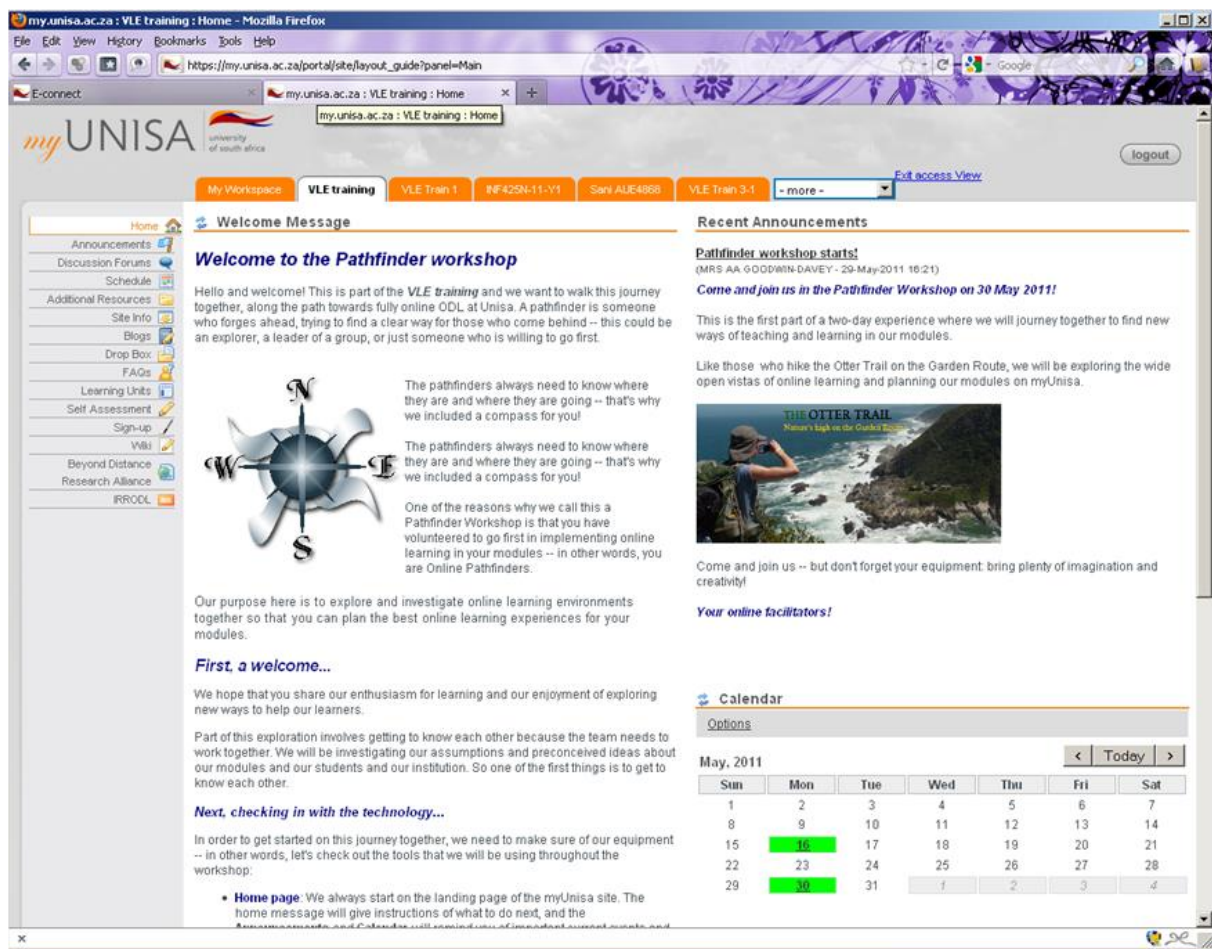 my.unisa.ac.za : VLE training : Home - Mozilla Firefox
File Edit View History Bookmarks Tools Help
https://my.unisa.ac.za/portal/site/layout_guide?panel=Main
Google
E-connect
my.unisa.ac.za : VLE training : Home
my.unisa.ac.za : VLE training : Home
myUNISA
university
of south africa
logout
Exit access View
My Workspace
VLE training
VLE Train 1
INF425N-11-Y1
Sani AUE4868
VLE Train 3-1
- more -
Home
Announcements
Discussion Forums
Schedule
Additional Resources
Site Info
Blogs
Drop Box
FAQs
Learning Units
Self Assessment
Sign-up
Wiki
Beyond Distance
Research Alliance
IRRODL
Welcome Message
Welcome to the Pathfinder workshop
Hello and welcome! This is part of the VLE training and we want to walk this journey
together, along the path towards fully online ODL at Unisa. A pathfinder is someone
who forges ahead, trying to find a clear way for those who come behind -- this could be
an explorer, a leader of a group, or just someone who is willing to go first.
N
W
E
S
The pathfinders always need to know where
they are and where they are going -- that's why
we included a compass for you!
The pathfinders always need to know where
they are and where they are going -- that's why
we included a compass for you!
One of the reasons why we call this a
Pathfinder Workshop is that you have
volunteered to go first in implementing online
learning in your modules -- in other words, you
are Online Pathfinders.
Our purpose here is to explore and investigate online learning environments
together so that you can plan the best online learning experiences for your
modules.
First, a welcome...
We hope that you share our enthusiasm for learning and our enjoyment of exploring
new ways to help our learners.
Part of this exploration involves getting to know each other because the team needs to
work together. We will be investigating our assumptions and preconceived ideas about
our modules and our students and our institution. So one of the first things is to get to
know each other.
Next, checking in with the technology...
In order to get started on this journey together, we need to make sure of our equipment
-- in other words, let's check out the tools that we will be using throughout the
workshop:
• Home page: We always start on the landing page of the myUnisa site. The
home message will give instructions of what to do next, and the
Announcements and Calendar will remind you of important current events and
Recent Announcements
Pathfinder workshop starts!
(MRS AA GOODWIN-DAVEY - 29-May-2011 16:21)
Come and join us in the Pathfinder Workshop on 30 May 2011!
This is the first part of a two-day experience where we will journey together to find new
ways of teaching and learning in our modules.
Like those who hike the Otter Trail on the Garden Route, we will be exploring the wide
open vistas of online learning and planning our modules on myUnisa.
THE OTTER TRAIL
Nature's high on the Garden Route
Come and join us -- but don't forget your equipment: bring plenty of imagination and
creativity!
Your online facilitators!
Calendar
Options
May, 2011
< Today >
Sun Mon Tue Wed Thu Fri Sat
1 2 3 4 5 6 7
8 9 10 11 12 13 14
15 16 17 18 19 20 21
22 23 24 25 26 27 28
29 30 31 1 2 3 4